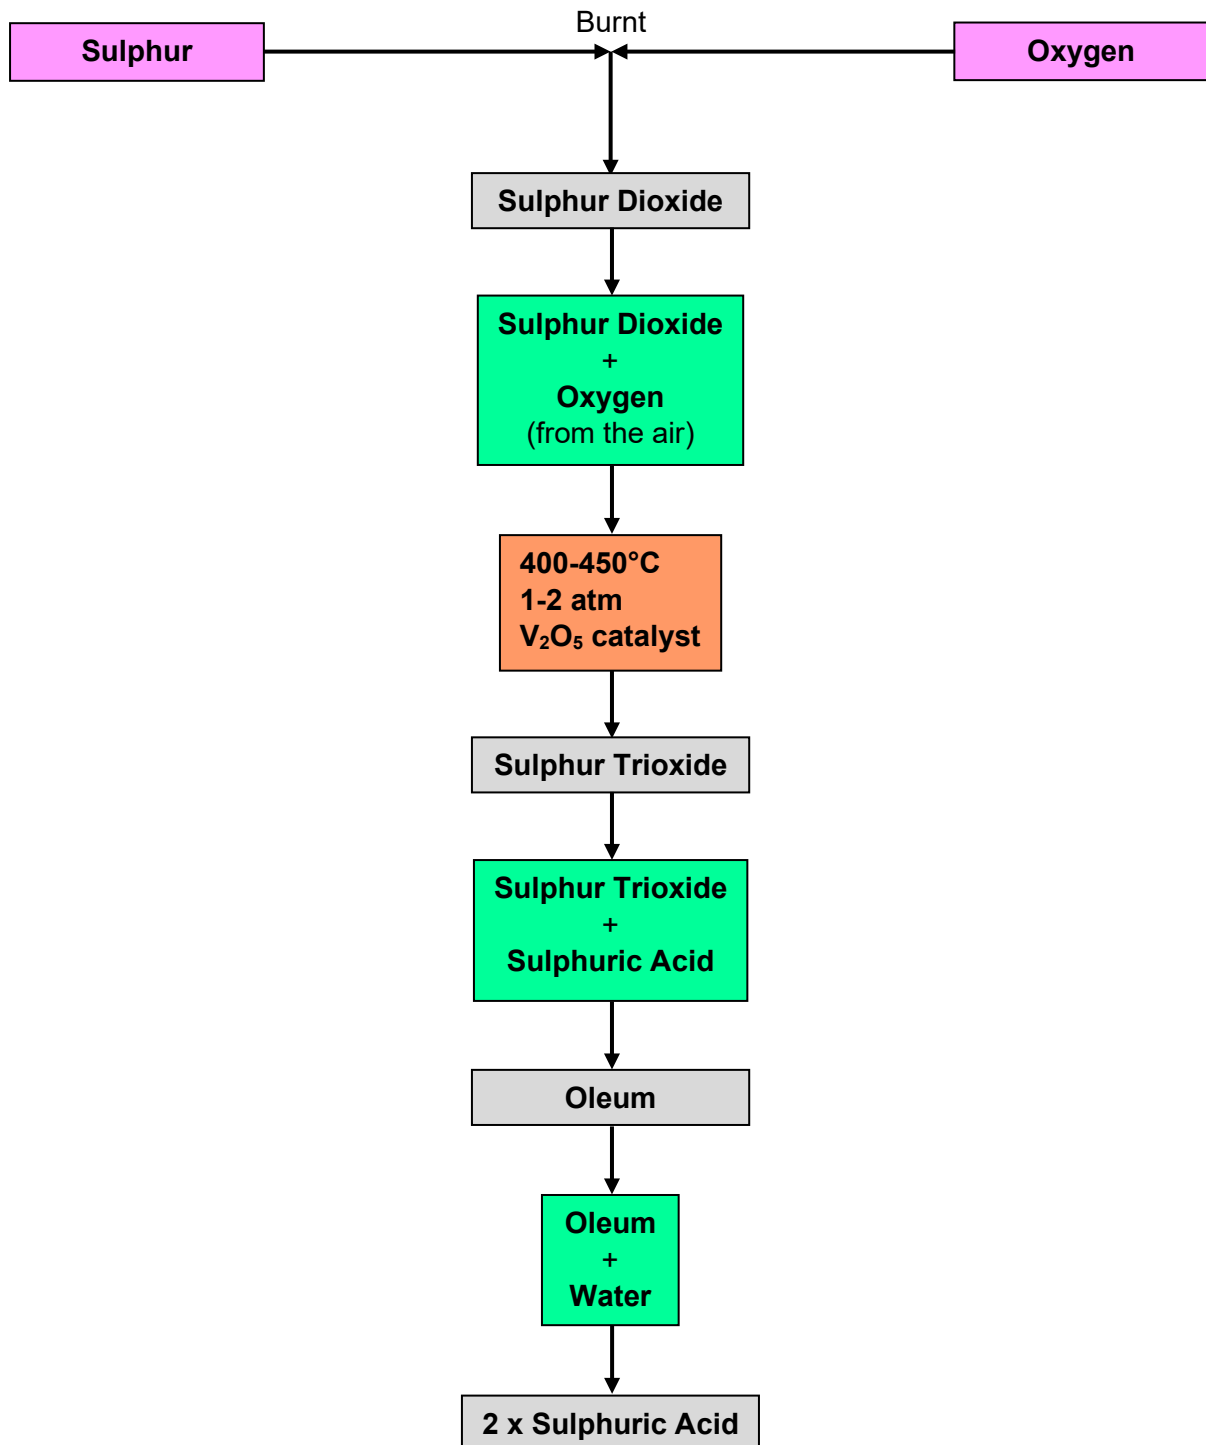 Burnt
Sulphur
Oxygen
Sulphur Dioxide
Sulphur Dioxide
+
Oxygen
(from the air)
400-450°C
1-2 atm
V₂O₅ catalyst
Sulphur Trioxide
Sulphur Trioxide
+
Sulphuric Acid
Oleum
Oleum
+
Water
2 x Sulphuric Acid